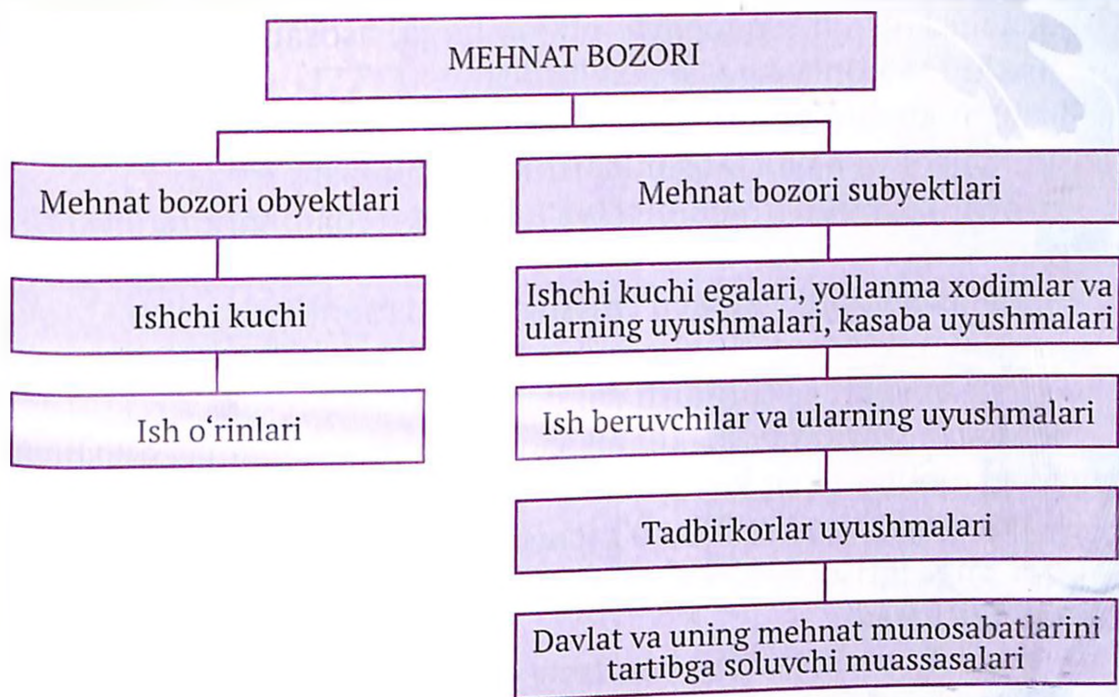 MEHNAT BOZORI
Mehnat bozori obyektlari
Ishchi kuchi
Ish o‘rinlari
Mehnat bozori subyektlari
Ishchi kuchi egalari, yollanma xodimlar va
ularning uyushmalari, kasaba uyushmalari
Ish beruvchilar va ularning uyushmalari
Tadbirkorlar uyushmalari
Davlat va uning mehnat munosabatlarini
tartibga soluvchi muassasalari